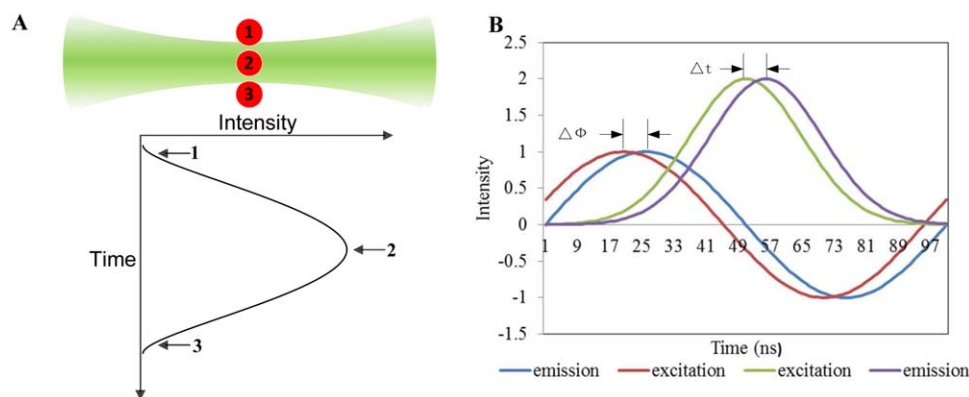 A
1
2
3
Intensity
1
Time
2
3
B
2.5
2
1.5
1
0.5
0
-0.5
-1
-1.5
Intensity
△t
△Φ
1 9 17 25 33 41 49 57 65 73 81 89 97
Time (ns)
emission excitation excitation emission